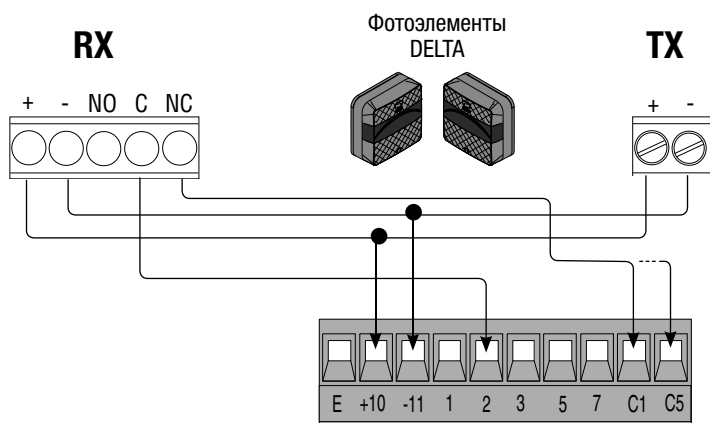 Фотоэлементы
DELTA
RX
TX
+ - NO C NC
+ -
E +10 -11 1 2 3 5 7 C1 C5